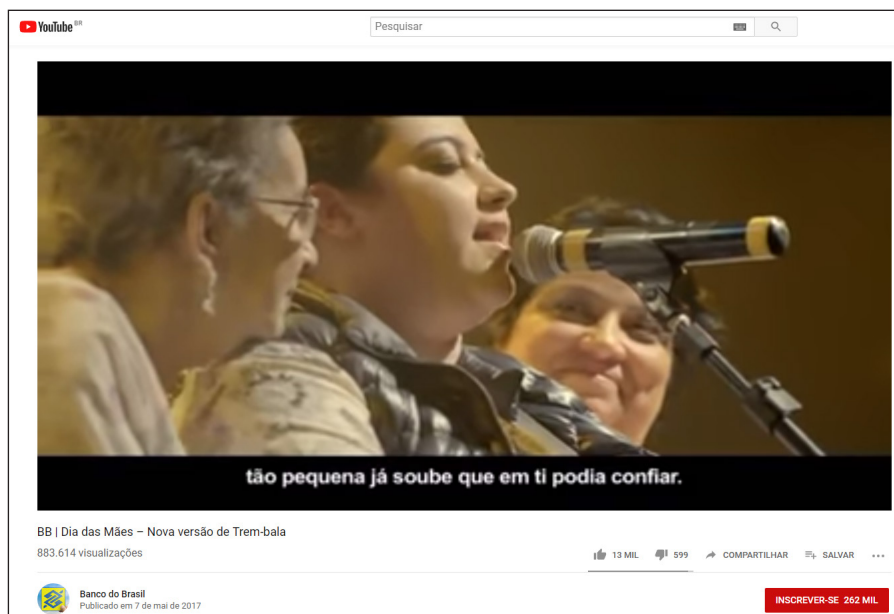 YouTube BR
Pesquisar
tão pequena já soube que em ti podia confiar.
BB | Dia das Mães – Nova versão de Trem-bala
883.614 visualizações
13 MIL 599 COMPARTILHAR SALVAR
Banco do Brasil
Publicado em 7 de mai de 2017
INSCREVER-SE 262 MIL